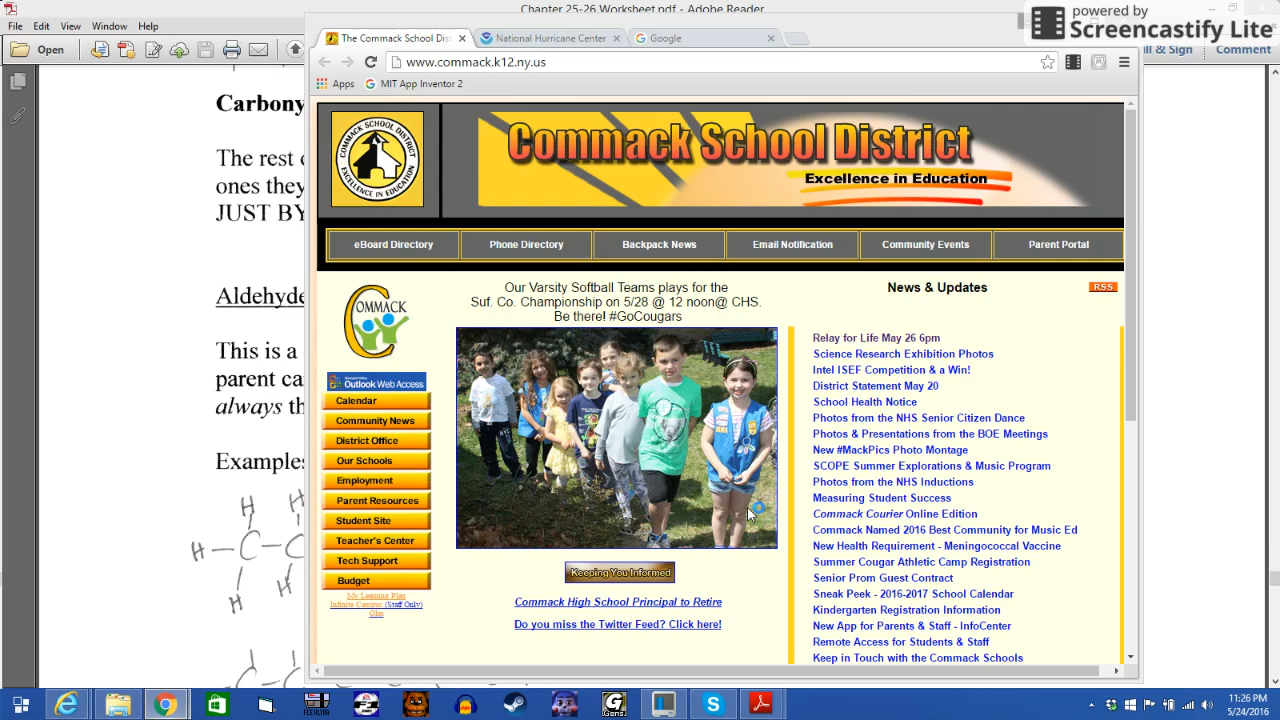 Chapter 25-26 Worksheet.pdf - Adobe Reader
powered by
Screencastify Lite
File Edit View Window Help
The Commack School Dist
National Hurricane Center
Google
Open
Fill & Sign
Comment
www.commack.k12.ny.us
Apps
MIT App Inventor 2
Carbony
The rest
ones they
JUST BY
Aldehyde
This is a
parent ca
always th
Examples
COMMACK SCHOOL DISTRICT
EXCELLENCE IN EDUCATION
Commack School District
Excellence in Education
eBoard Directory
Phone Directory
Backpack News
Email Notification
Community Events
Parent Portal
COMMACK
Outlook Web Access
Calendar
Community News
District Office
Our Schools
Employment
Parent Resources
Student Site
Teacher's Center
Tech Support
Budget
My Learning Plan
Infinite Campus (Staff Only)
Olm
Our Varsity Softball Teams plays for the
Suf. Co. Championship on 5/28 @ 12 noon@ CHS.
Be there! #GoCougars
Keeping You Informed
Commack High School Principal to Retire
Do you miss the Twitter Feed? Click here!
News & Updates
RSS
Relay for Life May 26 6pm
Science Research Exhibition Photos
Intel ISEF Competition & a Win!
District Statement May 20
School Health Notice
Photos from the NHS Senior Citizen Dance
Photos & Presentations from the BOE Meetings
New #MackPics Photo Montage
SCOPE Summer Explorations & Music Program
Photos from the NHS Inductions
Measuring Student Success
Commack Courier Online Edition
Commack Named 2016 Best Community for Music Ed
New Health Requirement - Meningococcal Vaccine
Summer Cougar Athletic Camp Registration
Senior Prom Guest Contract
Sneak Peek - 2016-2017 School Calendar
Kindergarten Registration Information
New App for Parents & Staff - InfoCenter
Remote Access for Students & Staff
Keep in Touch with the Commack Schools
H
H
H - C - C
H
H
Gens
11:26 PM
5/24/2016